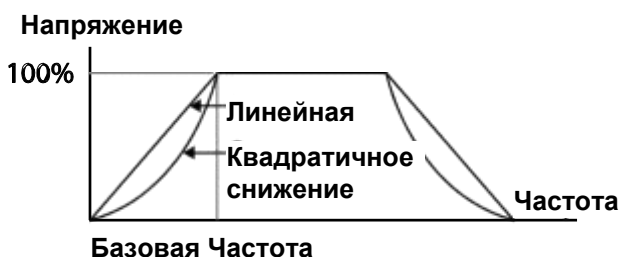 Напряжение
100%
Линейная
Квадратичное
снижение
Частота
Базовая Частота